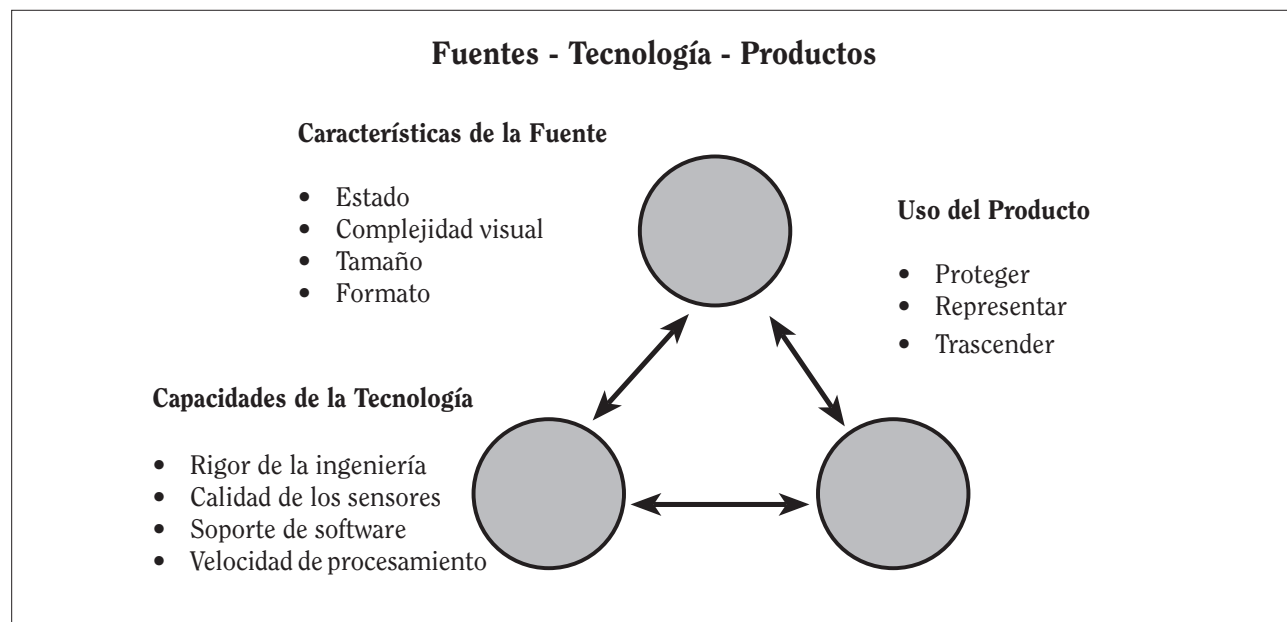 Fuentes - Tecnología - Productos
Características de la Fuente
• Estado
• Complejidad visual
• Tamaño
• Formato
Uso del Producto
• Proteger
• Representar
• Trascender
Capacidades de la Tecnología
• Rigor de la ingeniería
• Calidad de los sensores
• Soporte de software
• Velocidad de procesamiento